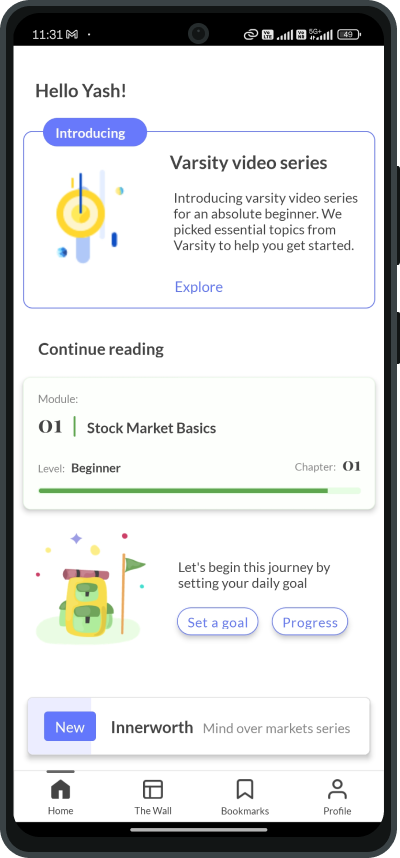 11:31
5G+
49
Hello Yash!
Introducing
Varsity video series
Introducing varsity video series
for an absolute beginner. We
picked essential topics from
Varsity to help you get started.
Explore
Continue reading
Module:
01 Stock Market Basics
Level: Beginner Chapter: 01
Let's begin this journey by
setting your daily goal
Set a goal Progress
New Innerworth Mind over markets series
Home The Wall Bookmarks Profile